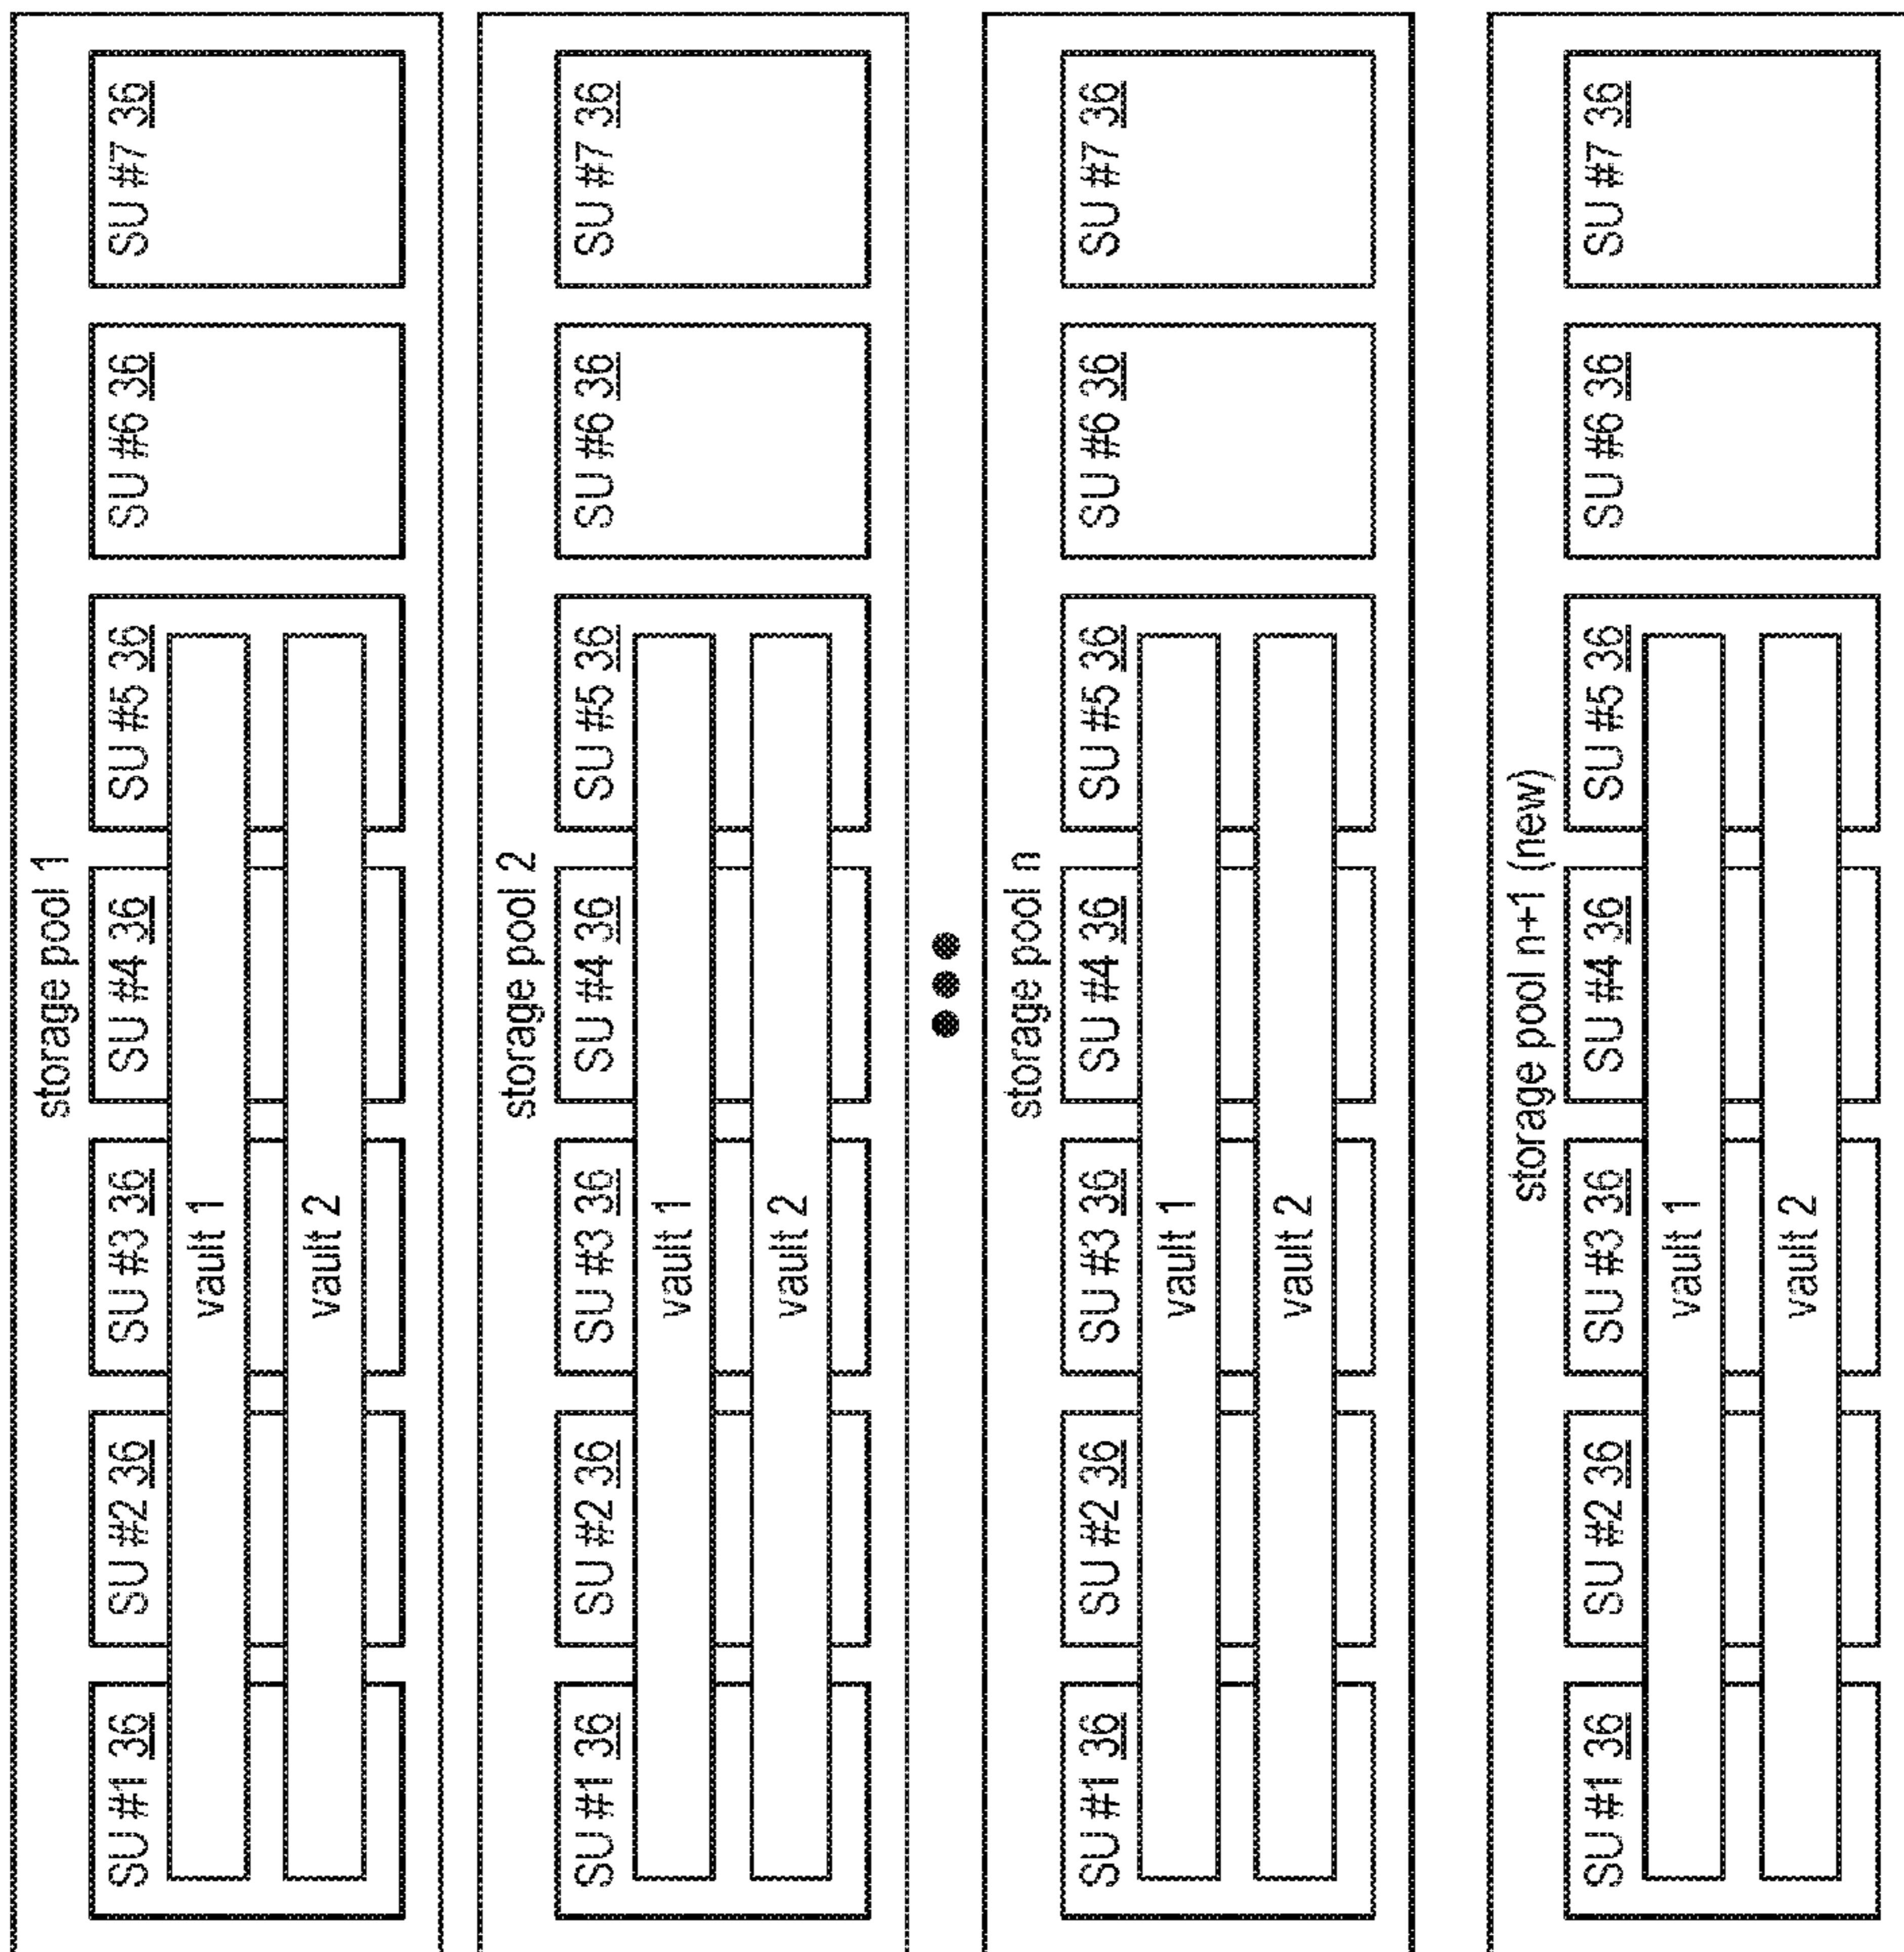 storage pool 1
SU #1 36
SU #2 36
SU #3 36
SU #4 36
SU #5 36
SU #6 36
SU #7 36
vault 1
vault 2
storage pool 2
SU #1 36
SU #2 36
SU #3 36
SU #4 36
SU #5 36
SU #6 36
SU #7 36
vault 1
vault 2
storage pool n
SU #1 36
SU #2 36
SU #3 36
SU #4 36
SU #5 36
SU #6 36
SU #7 36
vault 1
vault 2
storage pool n+1 (new)
SU #1 36
SU #2 36
SU #3 36
SU #4 36
SU #5 36
SU #6 36
SU #7 36
vault 1
vault 2